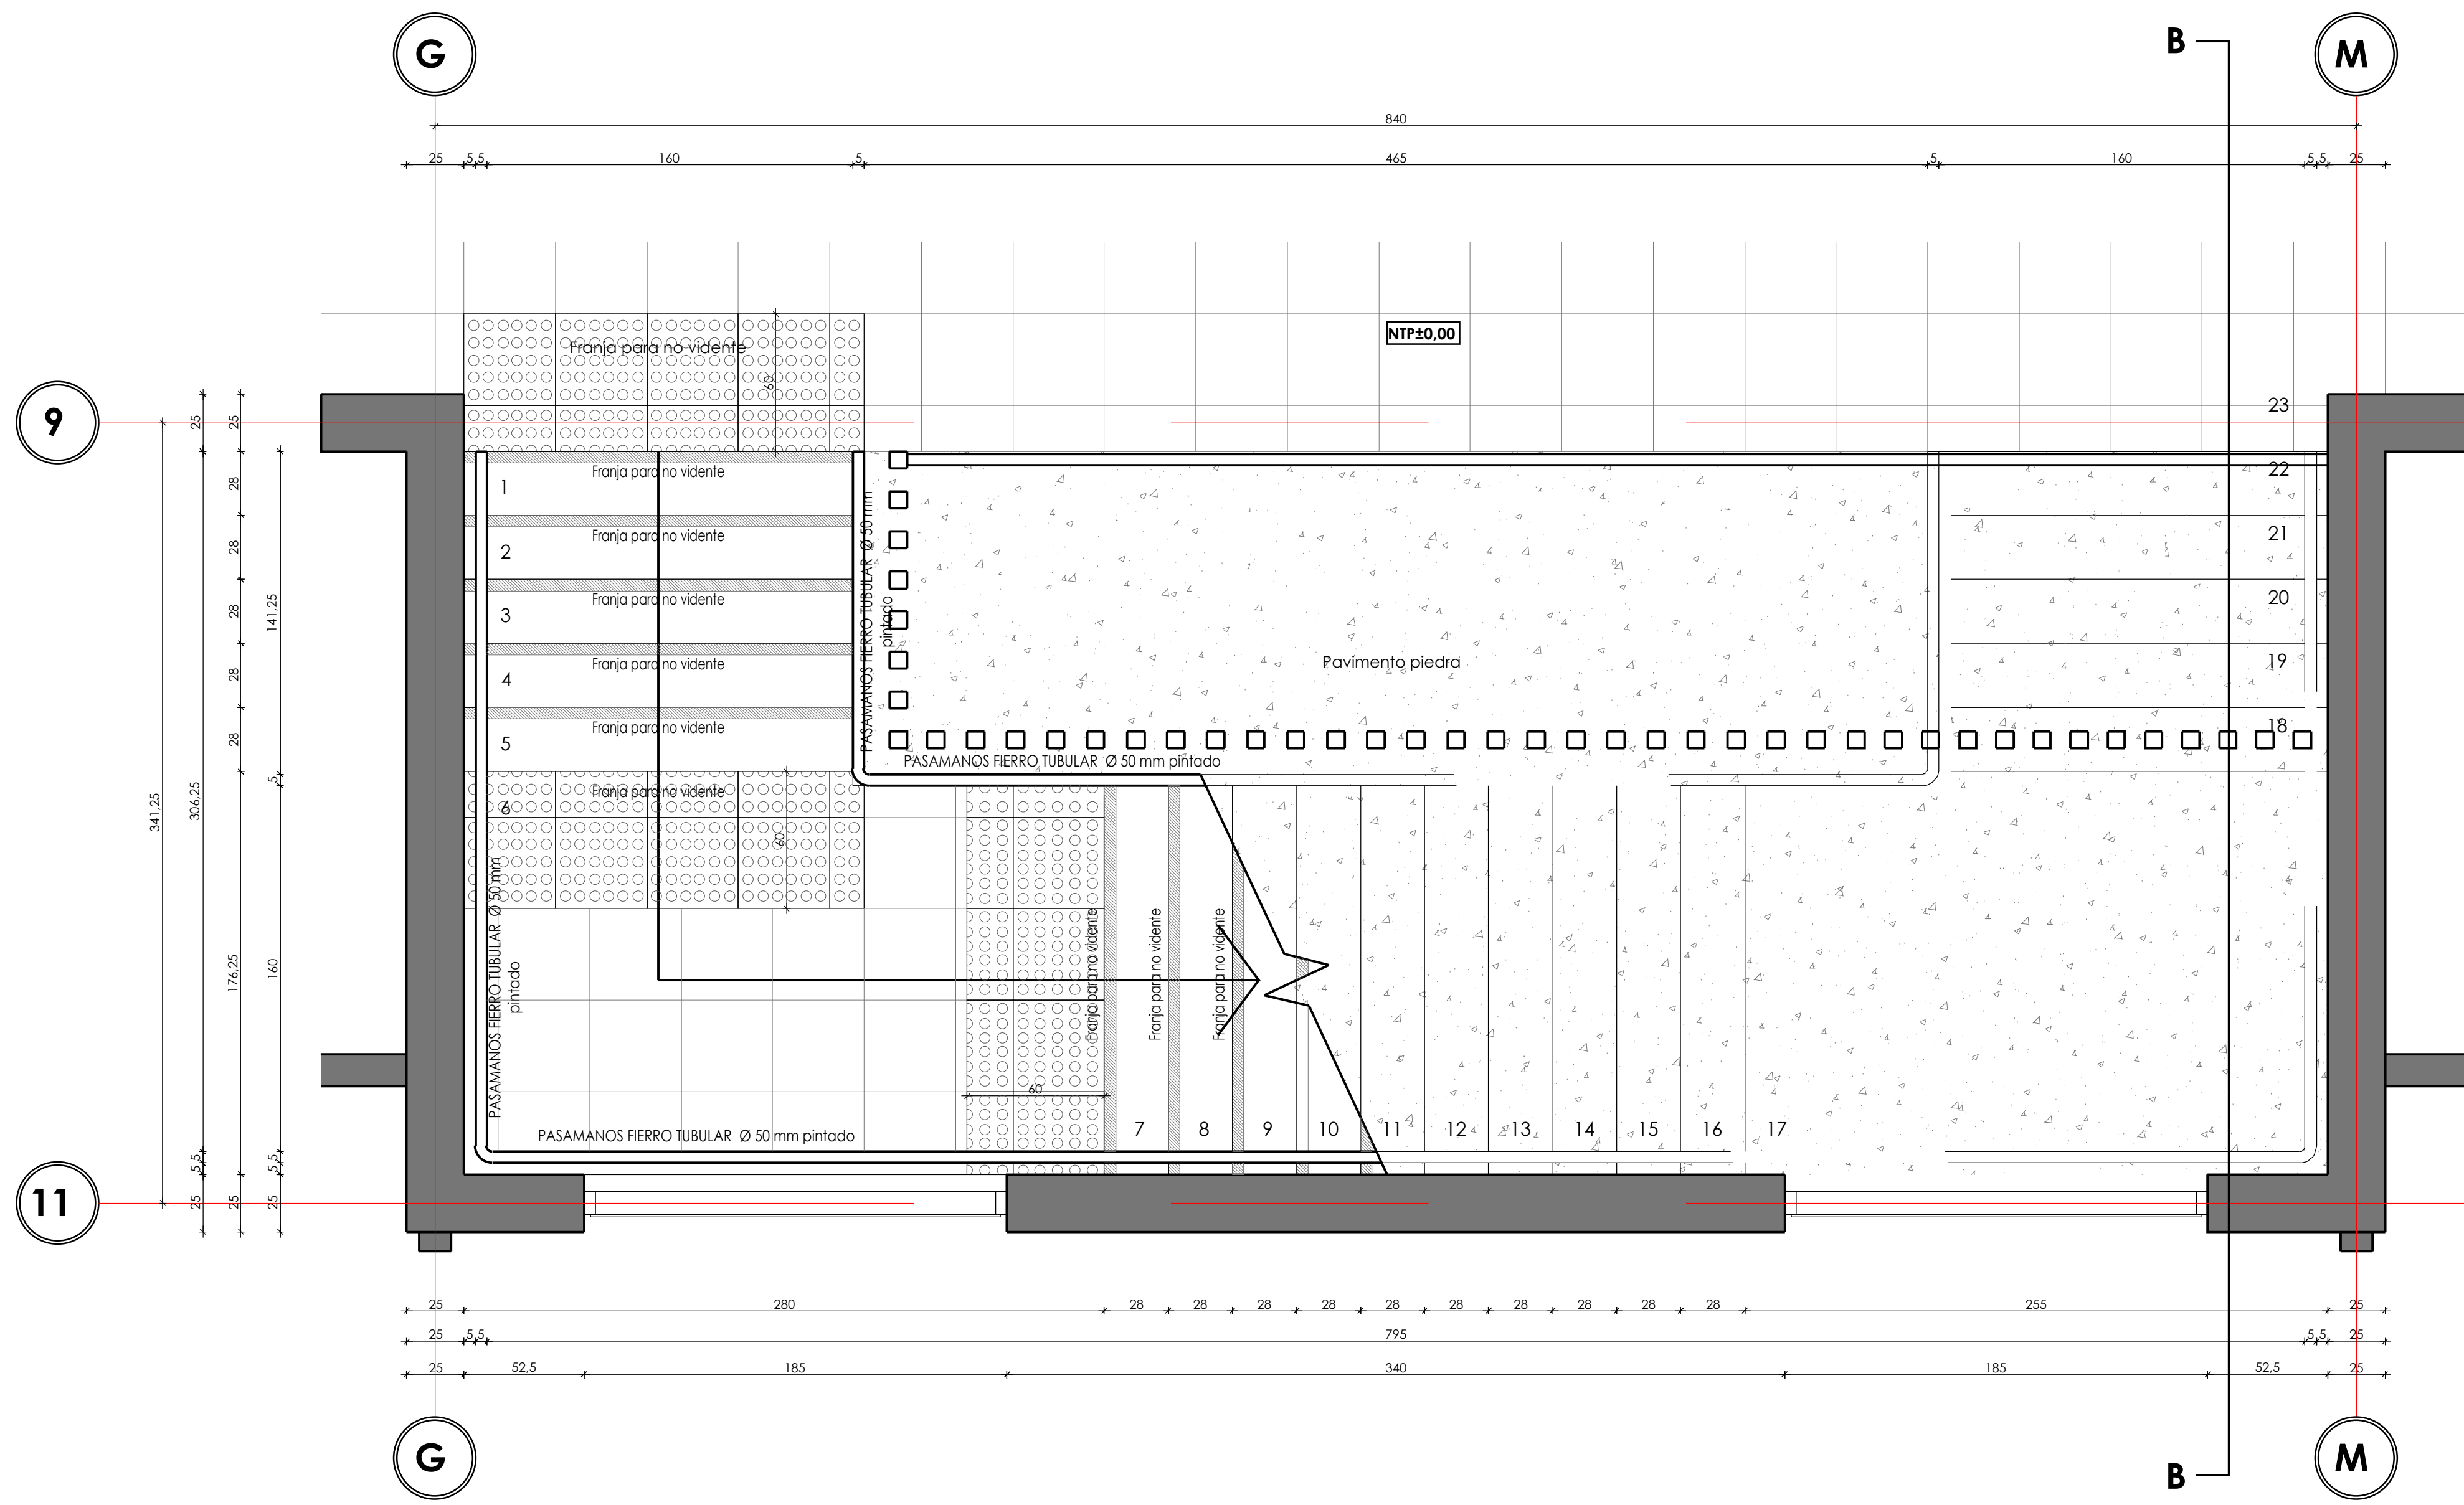 G
B
M
840
25 5 5 160 5 465 5 160 5 5 25
NTP±0,00
Franja para no vidente
60
9
23
25 25
Franja para no vidente
1
22
28
Franja para no vidente
2
21
28
Franja para no vidente
3
20
28
141,25
Franja para no vidente
4
19
28
Franja para no vidente
5
18
28
PASAMANOS FIERRO TUBULAR Ø 50 mm
pintado
Pavimento piedra
PASAMANOS FIERRO TUBULAR Ø 50 mm pintado
Franja para no vidente
6
60
5
341,25
306,25
176,25
160
PASAMANOS FIERRO TUBULAR Ø 50 mm
pintado
Franja para no vidente
Franja para no vidente
Franja para no vidente
60
7 8 9 10 11 12 13 14 15 16 17
PASAMANOS FIERRO TUBULAR Ø 50 mm pintado
5 5 5 5
11
25 25 25
25 280 28 28 28 28 28 28 28 28 28 28 255 25
25 5 5 795 5 5 25
25 52,5 185 340 185 52,5 25
G
B
M